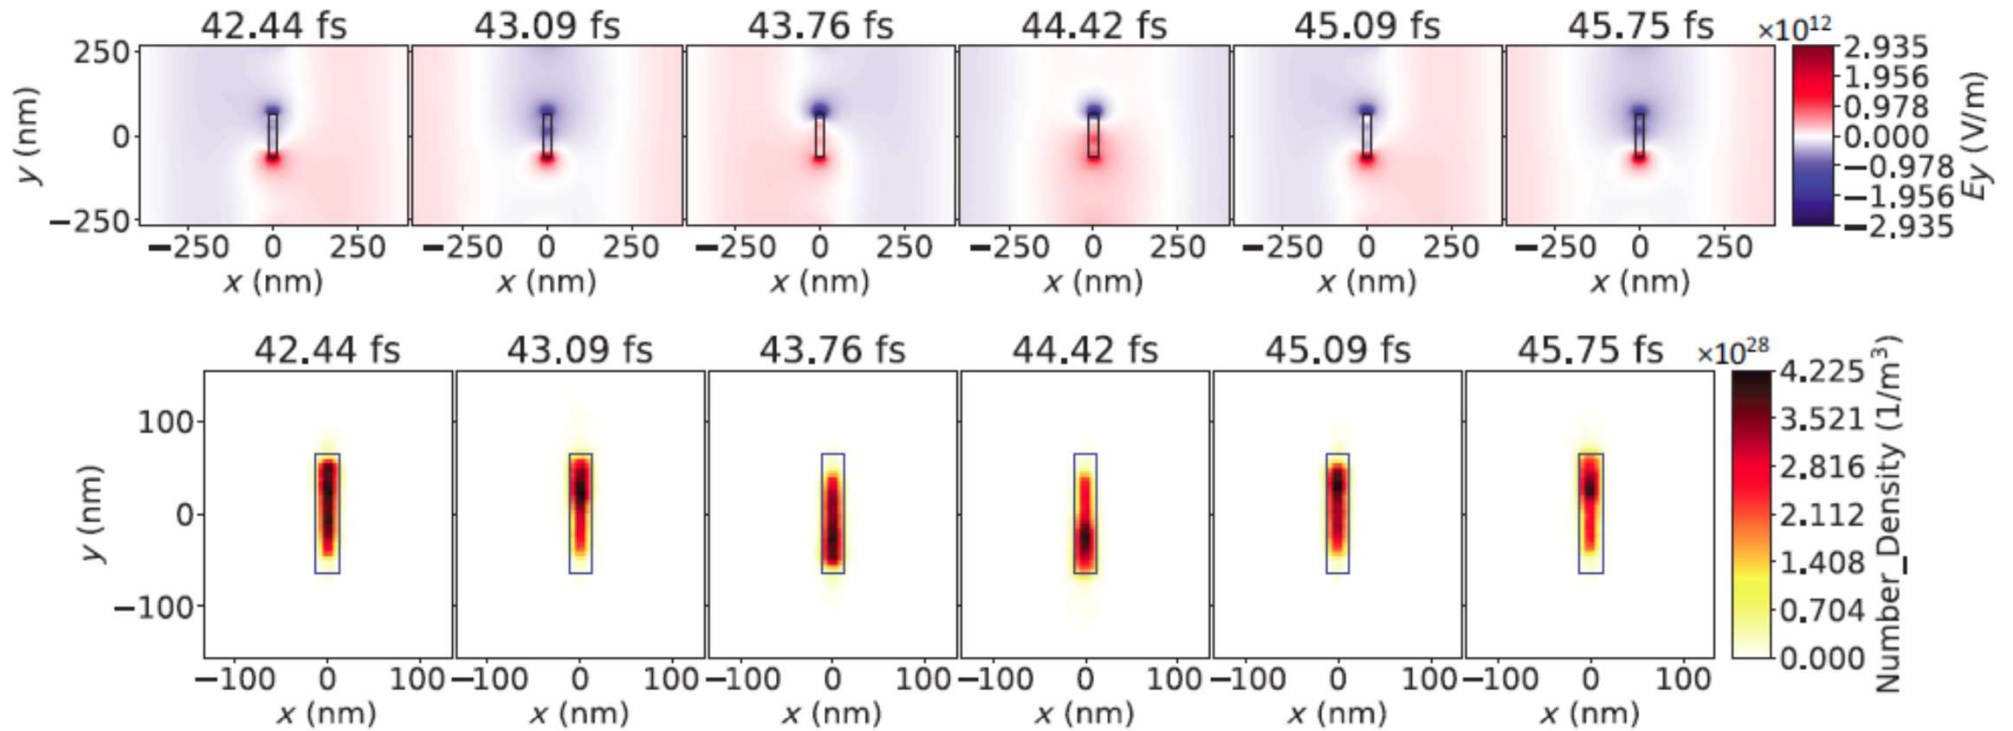 42.44 fs 43.09 fs 43.76 fs 44.42 fs 45.09 fs 45.75 fs ×10¹²
250 0 −250
y (nm)
2.935
1.956
0.978
0.000
−0.978
−1.956
−2.935
Ey (V/m)
−250 0 250 −250 0 250 −250 0 250 −250 0 250 −250 0 250 −250 0 250
x (nm) x (nm) x (nm) x (nm) x (nm) x (nm)
42.44 fs 43.09 fs 43.76 fs 44.42 fs 45.09 fs 45.75 fs ×10²⁸
100
0
−100
y (nm)
4.225
3.521
2.816
2.112
1.408
0.704
0.000
Number_Density (1/m³)
−100 0 100 −100 0 100 −100 0 100 −100 0 100 −100 0 100 −100 0 100
x (nm) x (nm) x (nm) x (nm) x (nm) x (nm)